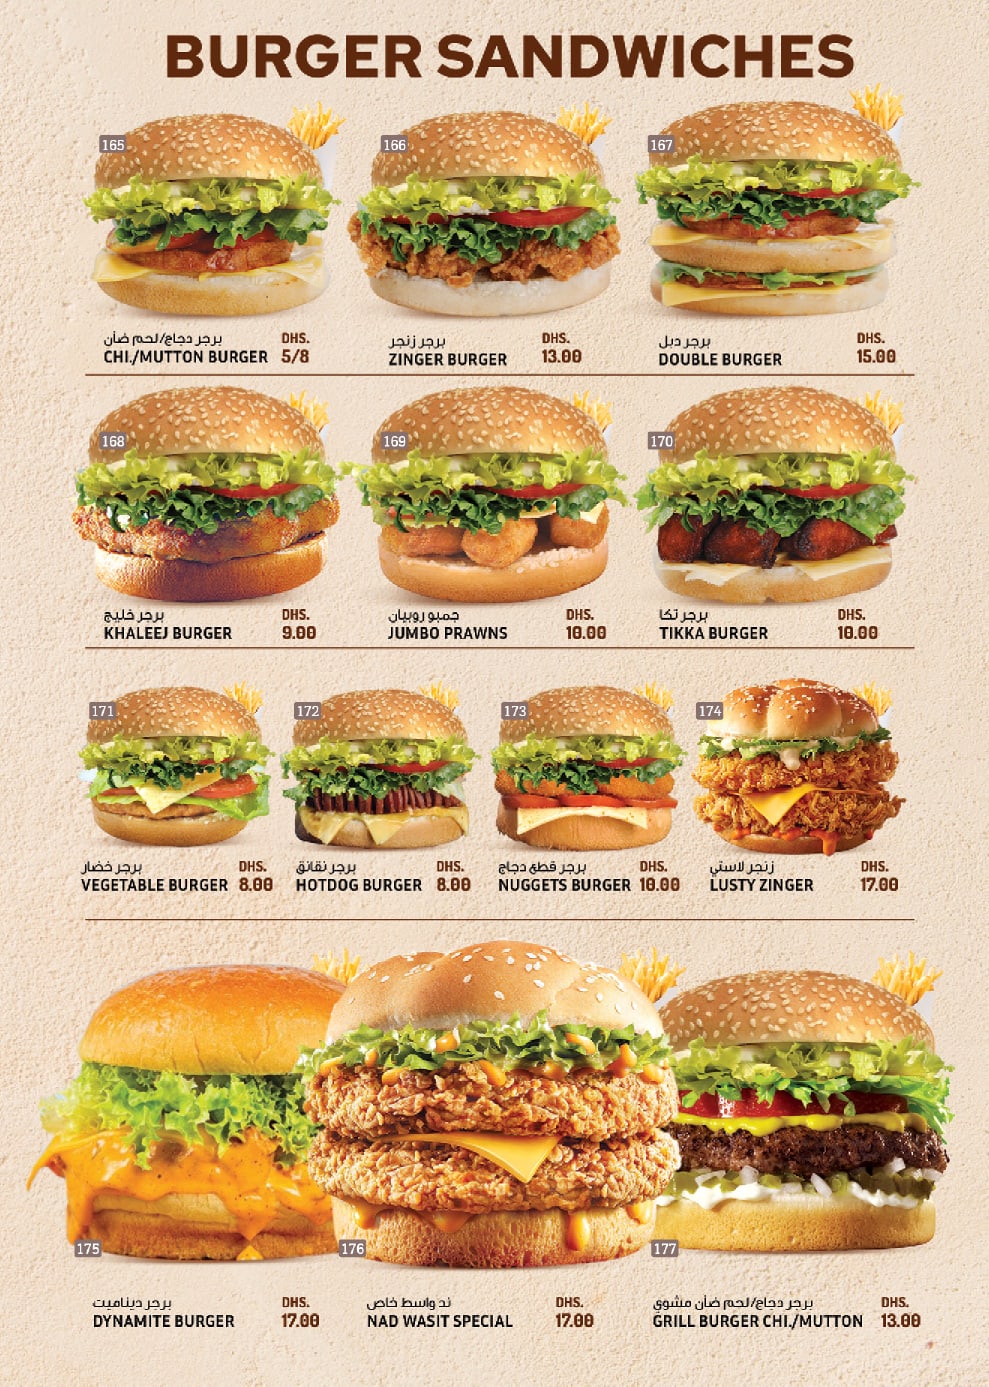 BURGER SANDWICHES
165
برجر دجاج/لحم ضأن
CHI./MUTTON BURGER
DHS.
5/8
166
برجر زنجر
ZINGER BURGER
DHS.
13.00
167
برجر دبل
DOUBLE BURGER
DHS.
15.00
168
برجر خليج
KHALEEJ BURGER
DHS.
9.00
169
جمبو روبيان
JUMBO PRAWNS
DHS.
10.00
170
برجر تكا
TIKKA BURGER
DHS.
10.00
171
برجر خضار
VEGETABLE BURGER
DHS.
8.00
172
برجر نقانق
HOTDOG BURGER
DHS.
8.00
173
برجر قطع دجاج
NUGGETS BURGER
DHS.
10.00
174
زنجر لاستي
LUSTY ZINGER
DHS.
17.00
175
برجر ديناميت
DYNAMITE BURGER
DHS.
17.00
176
ند واسط خاص
NAD WASIT SPECIAL
DHS.
17.00
177
برجر دجاج/لحم ضأن مشوي
GRILL BURGER CHI./MUTTON
DHS.
13.00